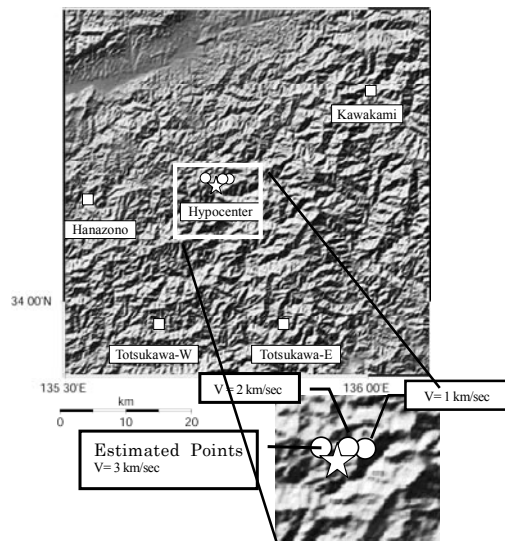 Kawakami
Hypocenter
Hanazono
34 00'N
Totsukawa-W
Totsukawa-E
135 30'E
136 00'E
km
0
10
20
V= 2 km/sec
V= 1 km/sec
Estimated Points
V= 3 km/sec